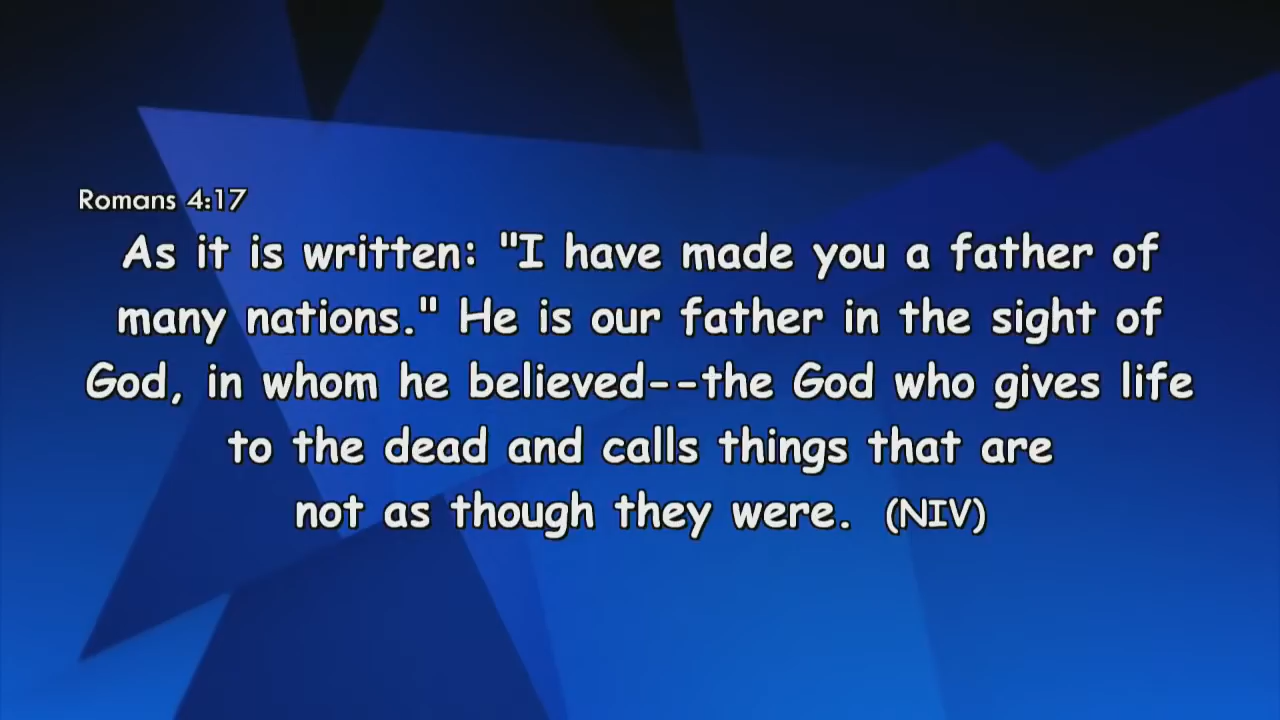 Romans 4:17
As it is written: "I have made you a father of
many nations." He is our father in the sight of
God, in whom he believed--the God who gives life
to the dead and calls things that are
not as though they were. (NIV)